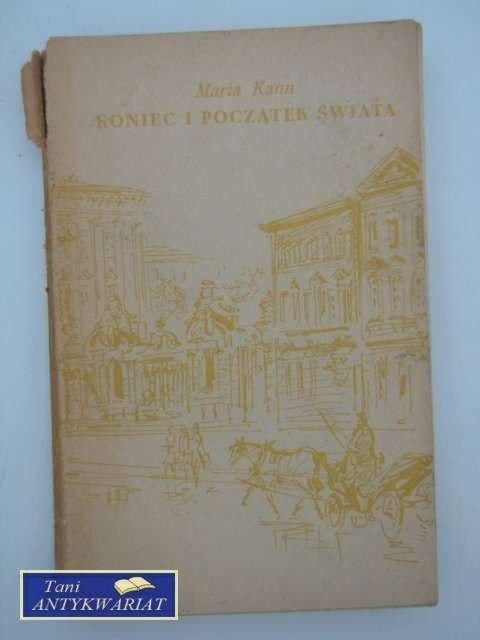 Maria Kann
KONIEC I POCZĄTEK ŚWIATA
Tani
ANTYKWARIAT